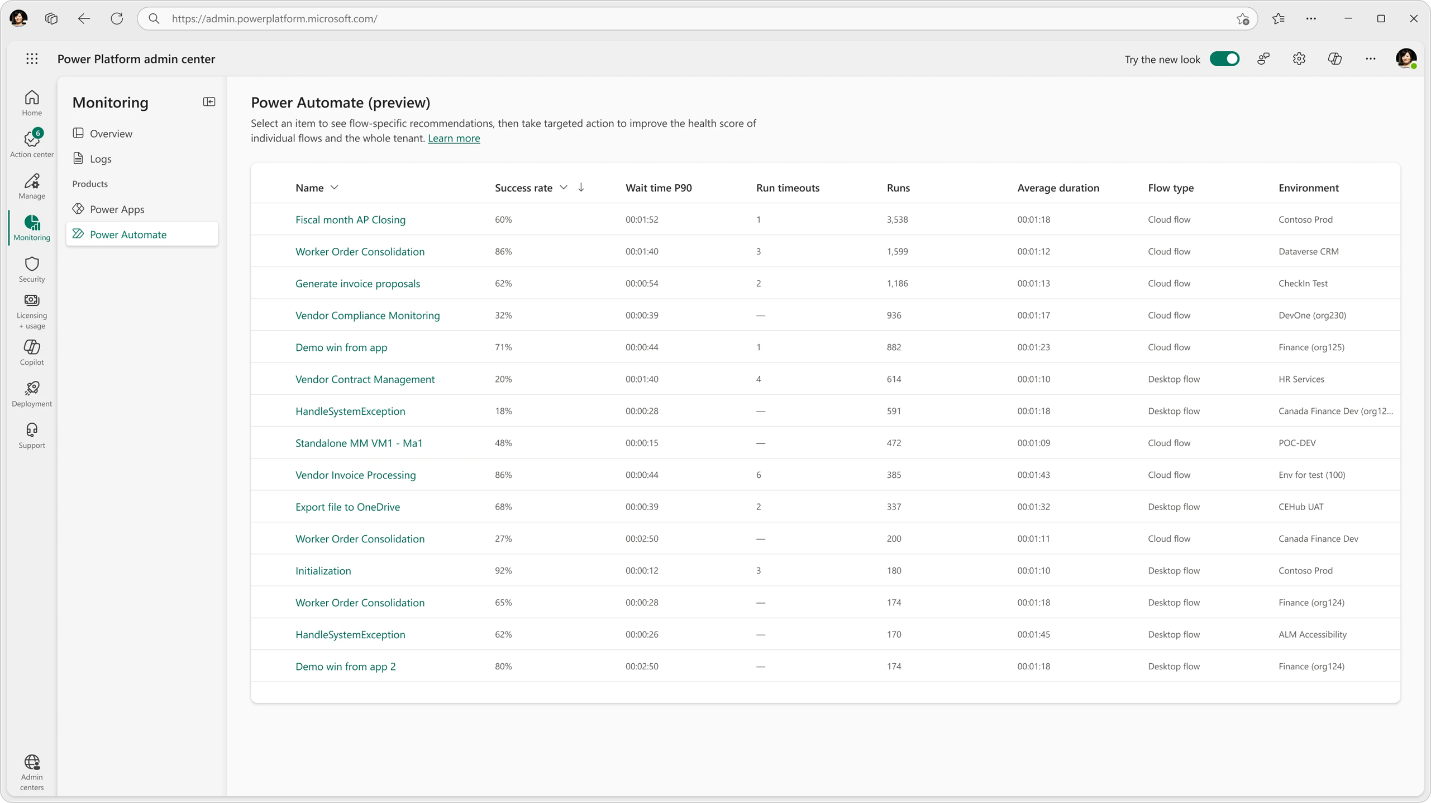 https://admin.powerplatform.microsoft.com/
Power Platform admin center
Try the new look
Home
6
Action center
Manage
Monitoring
Security
Licensing
+ usage
Copilot
Deployment
Support
Admin
centers
Monitoring
Overview
Logs
Products
Power Apps
Power Automate
Power Automate (preview)
Select an item to see flow-specific recommendations, then take targeted action to improve the health score of
individual flows and the whole tenant. Learn more
Name Success rate Wait time P90 Run timeouts Runs Average duration Flow type Environment
Fiscal month AP Closing 60% 00:01:52 1 3,538 00:01:18 Cloud flow Contoso Prod
Worker Order Consolidation 86% 00:01:40 3 1,599 00:01:12 Cloud flow Dataverse CRM
Generate invoice proposals 62% 00:00:54 2 1,186 00:01:13 Cloud flow CheckIn Test
Vendor Compliance Monitoring 32% 00:00:39 — 936 00:01:17 Cloud flow DevOne (org230)
Demo win from app 71% 00:00:44 1 882 00:01:23 Cloud flow Finance (org125)
Vendor Contract Management 20% 00:01:40 4 614 00:01:10 Desktop flow HR Services
HandleSystemException 18% 00:00:28 — 591 00:01:18 Desktop flow Canada Finance Dev (org12...
Standalone MM VM1 - Ma1 48% 00:00:15 — 472 00:01:09 Cloud flow POC-DEV
Vendor Invoice Processing 86% 00:00:44 6 385 00:01:43 Cloud flow Env for test (100)
Export file to OneDrive 68% 00:00:39 2 337 00:01:32 Desktop flow CEHub UAT
Worker Order Consolidation 27% 00:02:50 — 200 00:01:11 Cloud flow Canada Finance Dev
Initialization 92% 00:00:12 3 180 00:01:10 Desktop flow Contoso Prod
Worker Order Consolidation 65% 00:00:28 — 174 00:01:18 Desktop flow Finance (org124)
HandleSystemException 62% 00:00:26 — 170 00:01:45 Desktop flow ALM Accessibility
Demo win from app 2 80% 00:02:50 — 174 00:01:18 Desktop flow Finance (org124)